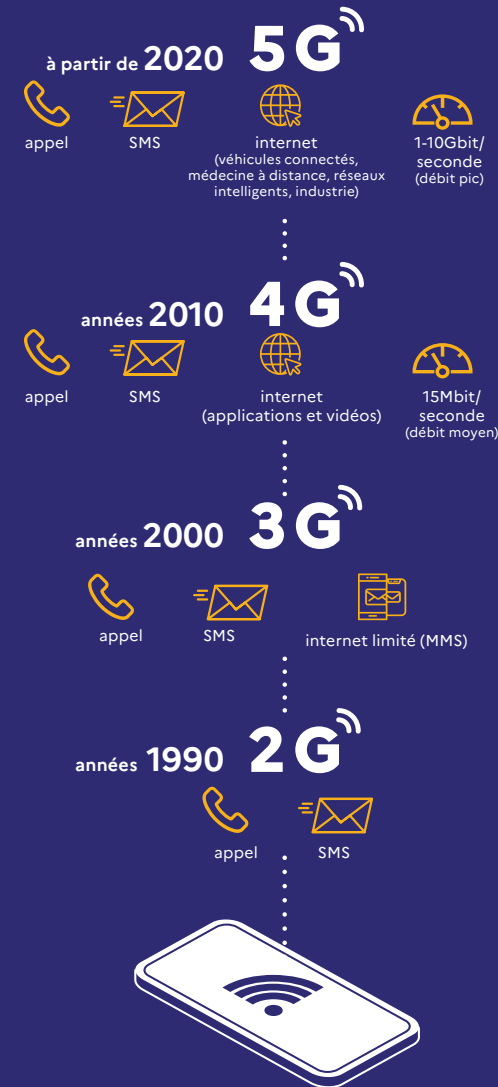 à partir de 2020 5G
appel
SMS
internet
(véhicules connectés,
médecine à distance, réseaux
intelligents, industrie)
1-10Gbit/
seconde
(débit pic)
années 2010 4G
appel
SMS
internet
(applications et vidéos)
15Mbit/
seconde
(débit moyen)
années 2000 3G
appel
SMS
internet limité (MMS)
années 1990 2G
appel
SMS